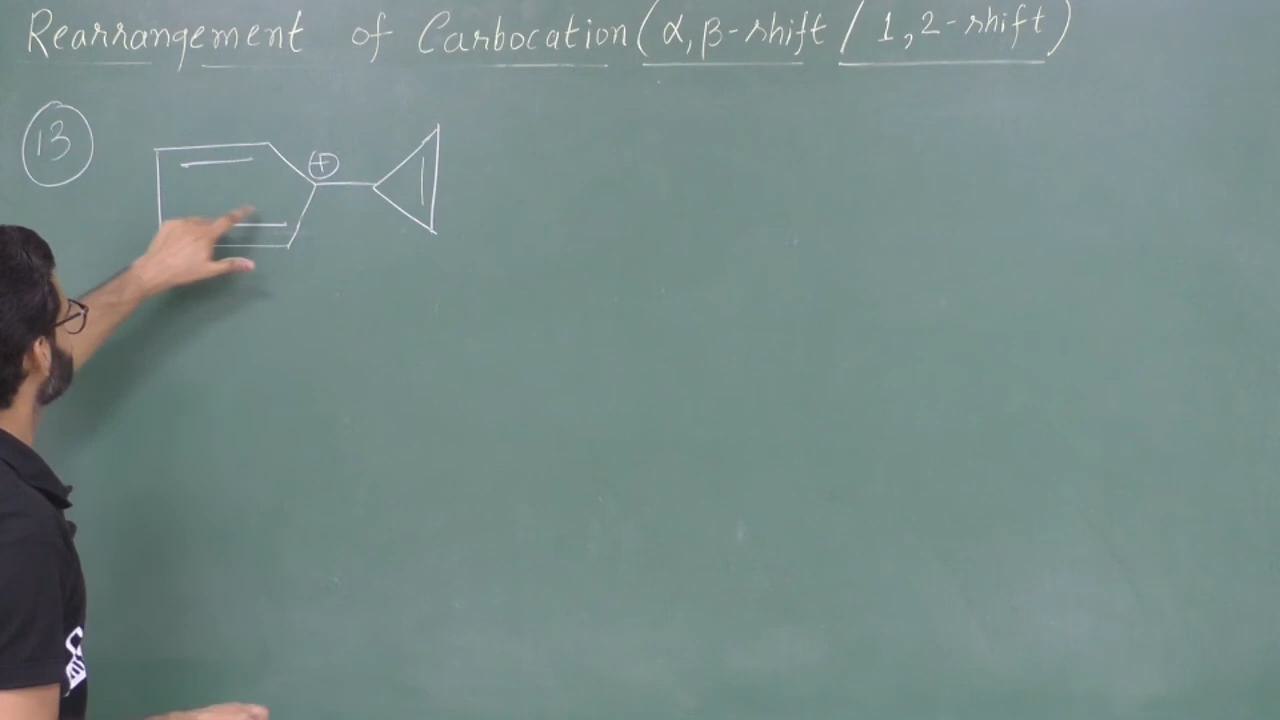 Rearrangement of Carbocation (α,β-shift / 1,2-shift)
13
⊕